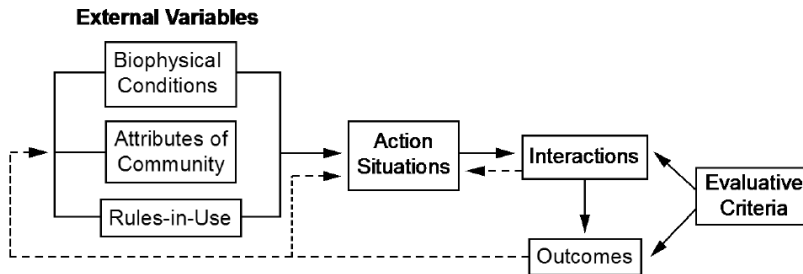 External Variables
Biophysical
Conditions
Attributes of
Community
Rules-in-Use
Action
Situations
Interactions
Outcomes
Evaluative
Criteria